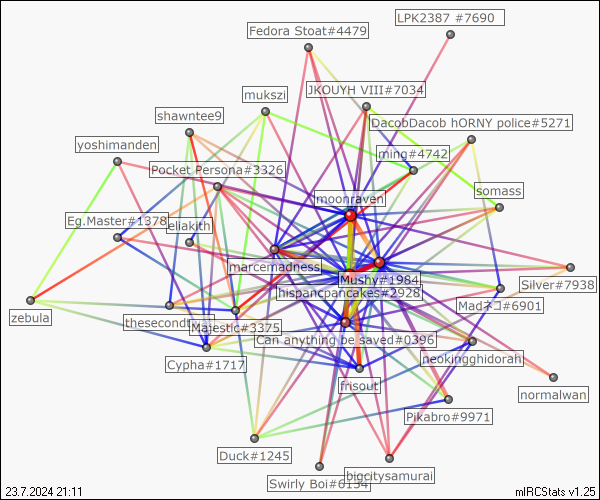 LPK2387 #7690
Fedora Stoat#4479
JKOUYH VIII#7034
mukszi
shawntee9
DacobDacob hORNY police#5271
yoshimanden
ming#4742
Pocket Persona#3326
somass
moonraven
Eg.Master#1378
eliakith
marcemadness
Mushy#1984
Silver#7938
hispancpancakes#2928
Madネコ#6901
zebula
Majestic#3375
Can anything be saved#0396
Cypha#1717
neokingghidorah
frisout
normalwan
Pikabro#9971
Duck#1245
bigcitysamurai
Swirly Boi#6134
23.7.2024 21:11
mIRCStats v1.25